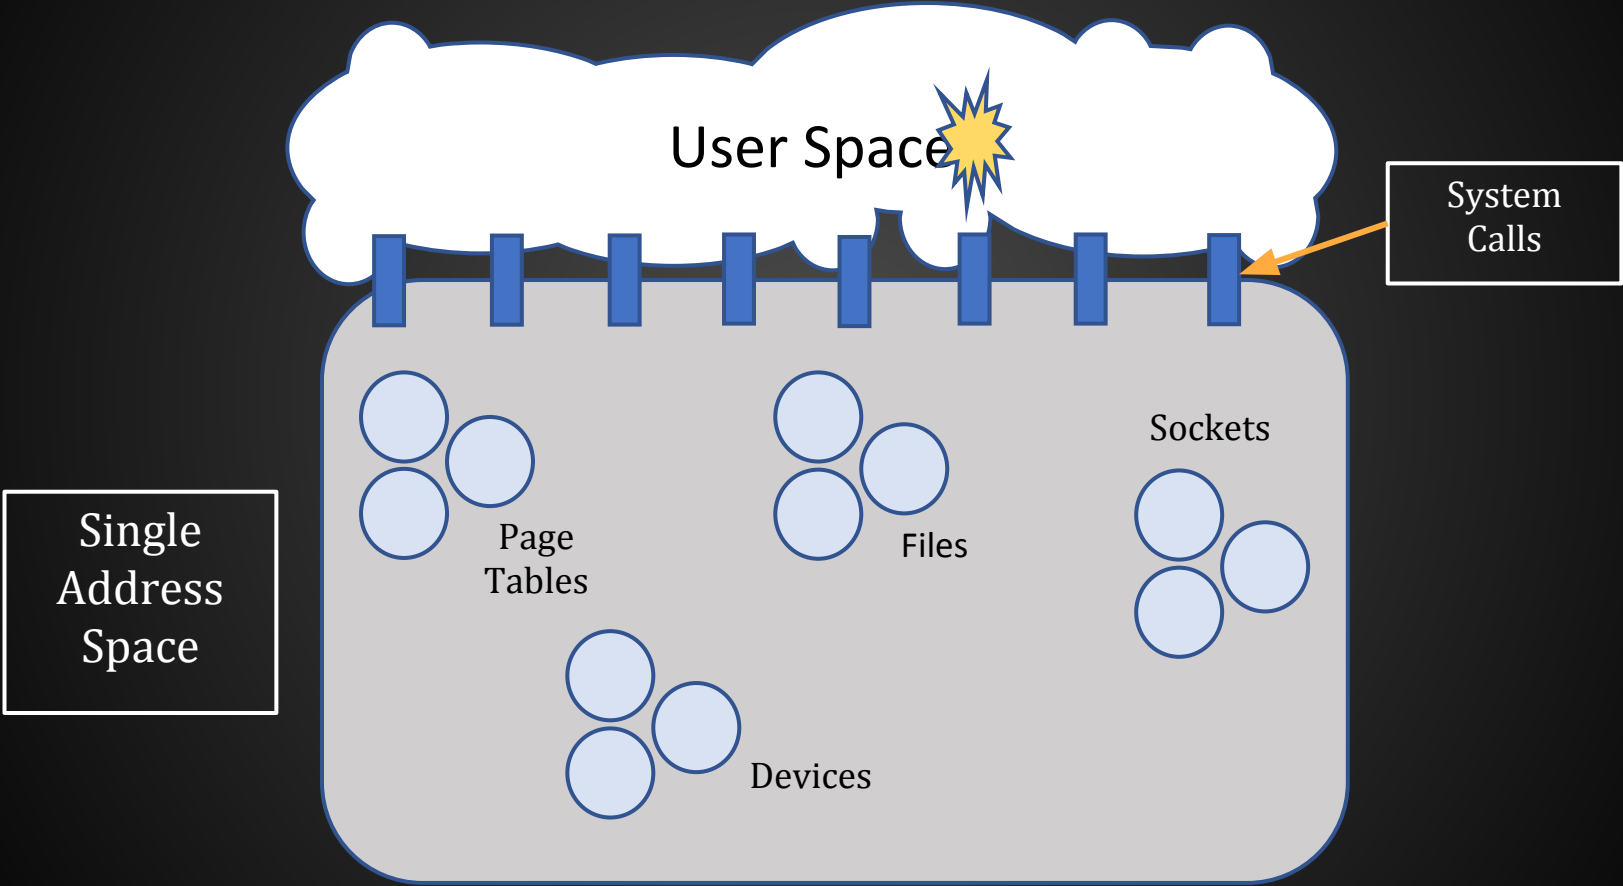 User Space
System
Calls
Sockets
Page
Tables
Files
Single
Address
Space
Devices